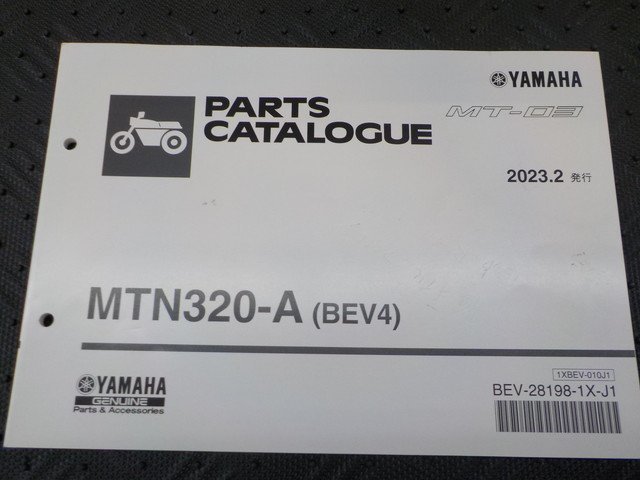 YAMAHA
PARTS
CATALOGUE
MT-03
2023.2 発行
MTN320-A (BEV4)
YAMAHA
GENUINE
Parts & Accessories
1XBEV-010J1
BEV-28198-1X-J1